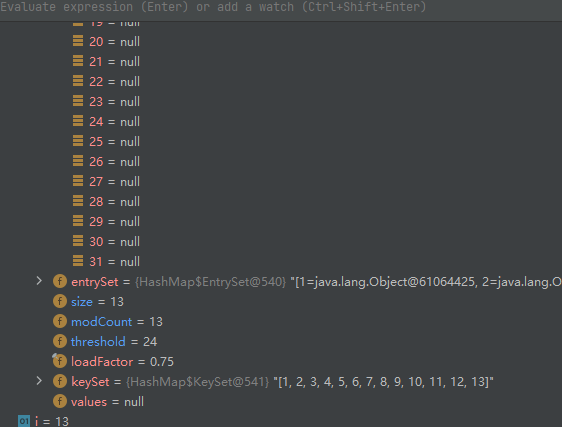 Evaluate expression (Enter) or add a watch (Ctrl+Shift+Enter)
19 = null
20 = null
21 = null
22 = null
23 = null
24 = null
25 = null
26 = null
27 = null
28 = null
29 = null
30 = null
31 = null
entrySet = {HashMap$EntrySet@540} "[1=java.lang.Object@61064425, 2=java.lang.O
size = 13
modCount = 13
threshold = 24
loadFactor = 0.75
keySet = {HashMap$KeySet@541} "[1, 2, 3, 4, 5, 6, 7, 8, 9, 10, 11, 12, 13]"
values = null
i = 13